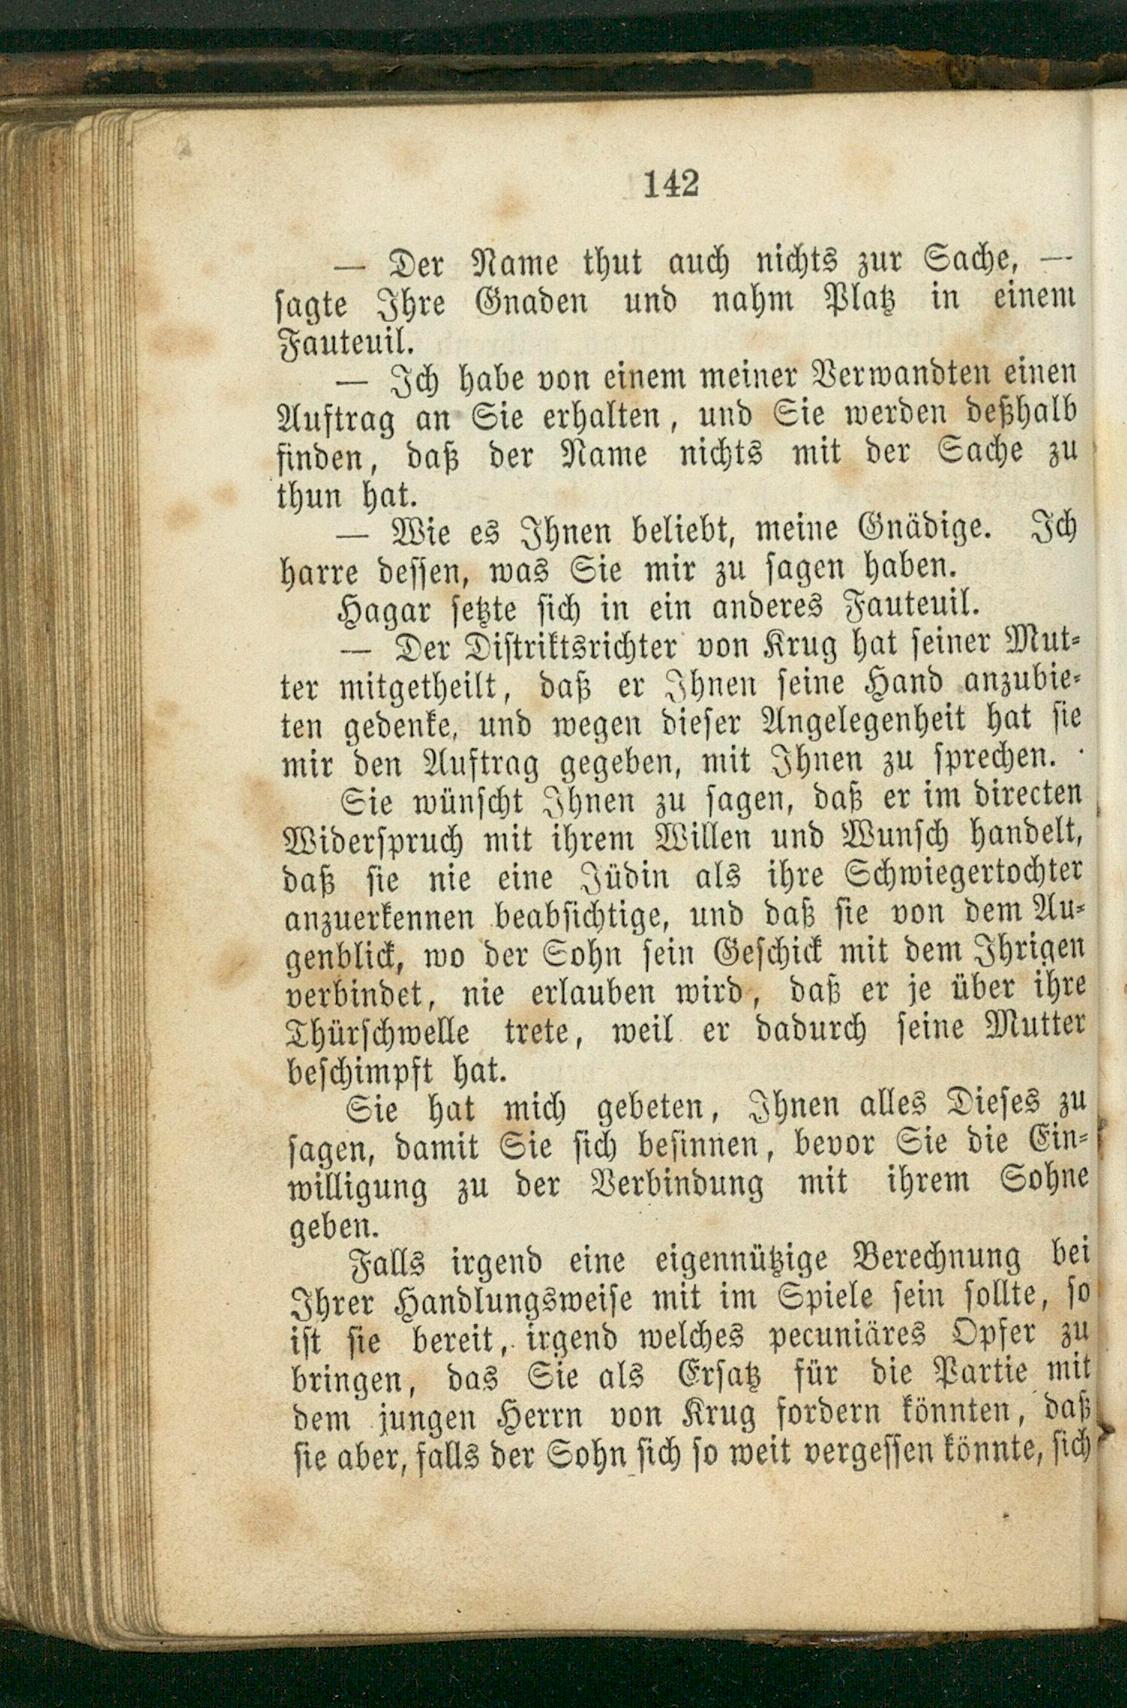 142
— Der Name thut auch nichts zur Sache, —
sagte Ihre Gnaden und nahm Platz in einem
Fauteuil.
— Ich habe von einem meiner Verwandten einen
Auftrag an Sie erhalten, und Sie werden deßhalb
finden, daß der Name nichts mit der Sache zu
thun hat.
— Wie es Ihnen beliebt, meine Gnädige. Ich
harre dessen, was Sie mir zu sagen haben.
Hagar setzte sich in ein anderes Fauteuil.
— Der Distriktsrichter von Krug hat seiner Mut-
ter mitgetheilt, daß er Ihnen seine Hand anzubie-
ten gedenke, und wegen dieser Angelegenheit hat sie
mir den Auftrag gegeben, mit Ihnen zu sprechen.
Sie wünscht Ihnen zu sagen, daß er im directen
Widerspruch mit ihrem Willen und Wunsch handelt,
daß sie nie eine Jüdin als ihre Schwiegertochter
anzuerkennen beabsichtige, und daß sie von dem Au-
genblick, wo der Sohn sein Geschick mit dem Ihrigen
verbindet, nie erlauben wird, daß er je über ihre
Thürschwelle trete, weil er dadurch seine Mutter
beschimpft hat.
Sie hat mich gebeten, Ihnen alles Dieses zu
sagen, damit Sie sich besinnen, bevor Sie die Ein-
willigung zu der Verbindung mit ihrem Sohne
geben.
Falls irgend eine eigennützige Berechnung bei
Ihrer Handlungsweise mit im Spiele sein sollte, so
ist sie bereit, irgend welches pecuniäres Opfer zu
bringen, das Sie als Ersatz für die Partie mit
dem jungen Herrn von Krug fordern könnten, daß
sie aber, falls der Sohn sich so weit vergessen könnte, sich